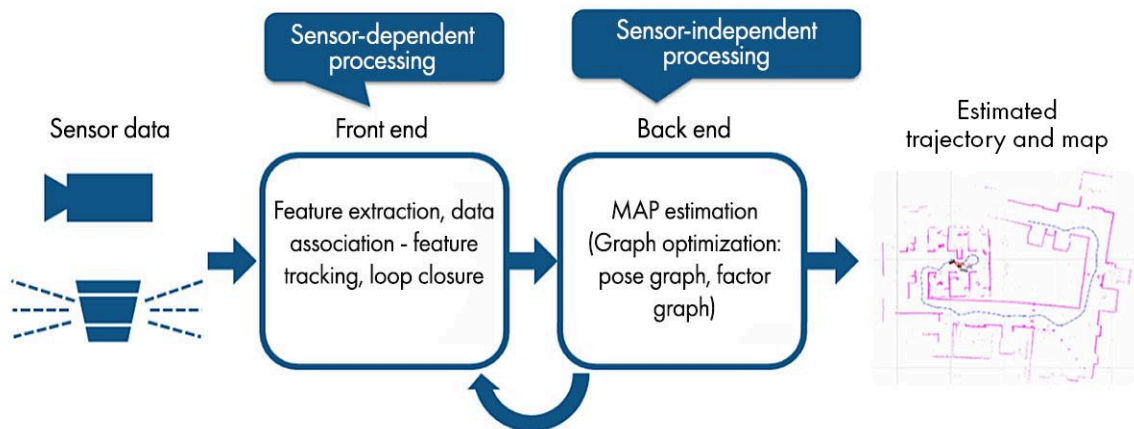 Sensor-dependent
processing
Sensor-independent
processing
Sensor data
Front end
Back end
Estimated
trajectory and map
Feature extraction, data
association - feature
tracking, loop closure
MAP estimation
(Graph optimization:
pose graph, factor
graph)